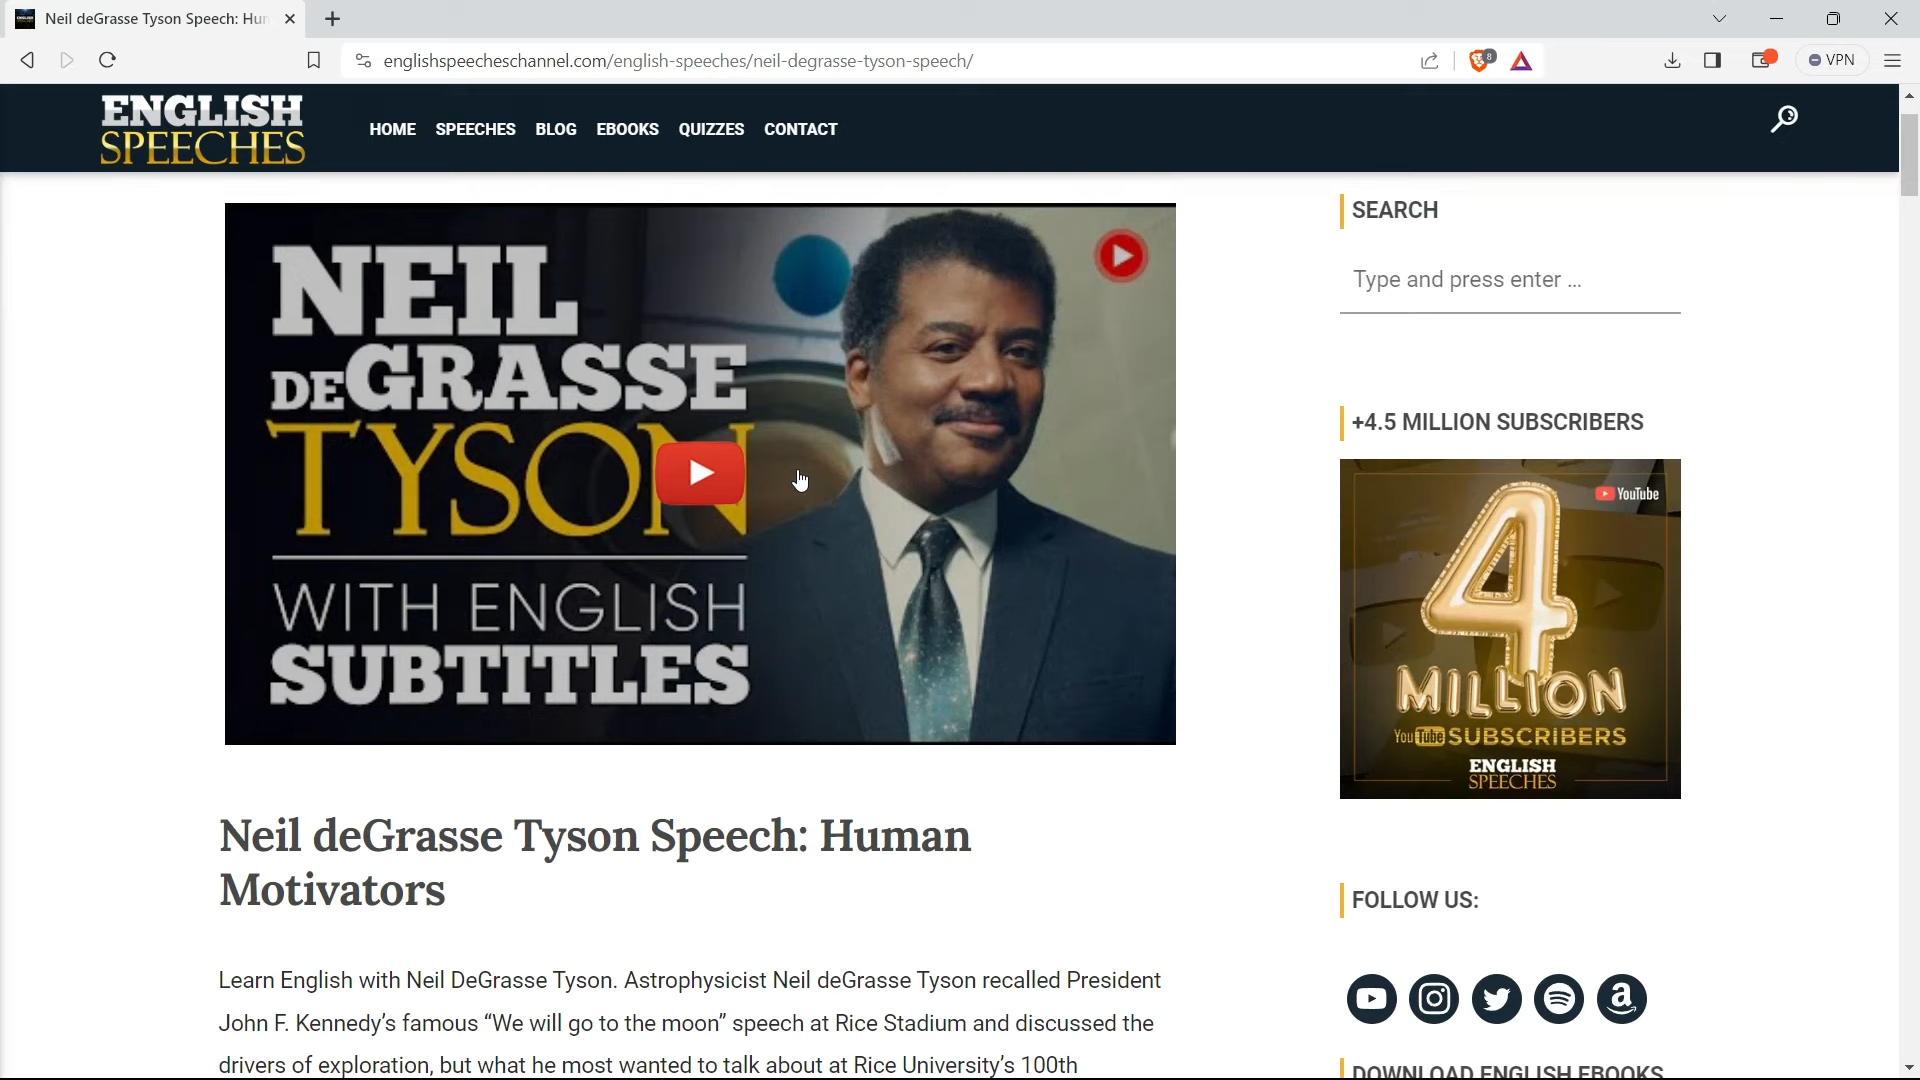 Neil deGrasse Tyson Speech: Hun
englishspeecheschannel.com/english-speeches/neil-degrasse-tyson-speech/
8
VPN
ENGLISH
SPEECHES
HOME SPEECHES BLOG EBOOKS QUIZZES CONTACT
NEIL
DEGRASSE
TYSON
WITH ENGLISH
SUBTITLES
Neil deGrasse Tyson Speech: Human
Motivators
Learn English with Neil DeGrasse Tyson. Astrophysicist Neil deGrasse Tyson recalled President
John F. Kennedy’s famous “We will go to the moon” speech at Rice Stadium and discussed the
drivers of exploration, but what he most wanted to talk about at Rice University’s 100th
SEARCH
Type and press enter ...
+4.5 MILLION SUBSCRIBERS
YouTube
4
MILLION
YouTube SUBSCRIBERS
ENGLISH
SPEECHES
FOLLOW US:
DOWNLOAD ENGLISH EBOOKS